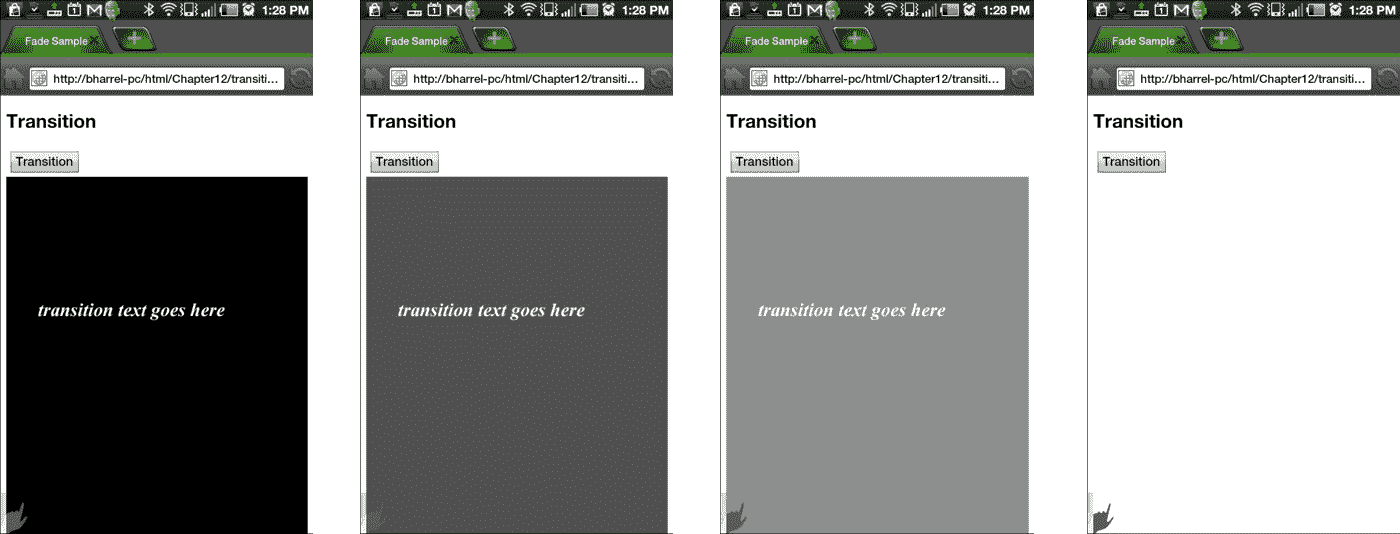 1:28 PM
Fade Sample
http://bharrel-pc/html/Chapter12/transiti...
Transition
Transition
transition text goes here
1:28 PM
Fade Sample
http://bharrel-pc/html/Chapter12/transiti...
Transition
Transition
transition text goes here
1:28 PM
Fade Sample
http://bharrel-pc/html/Chapter12/transiti...
Transition
Transition
transition text goes here
1:28 PM
Fade Sample
http://bharrel-pc/html/Chapter12/transiti...
Transition
Transition